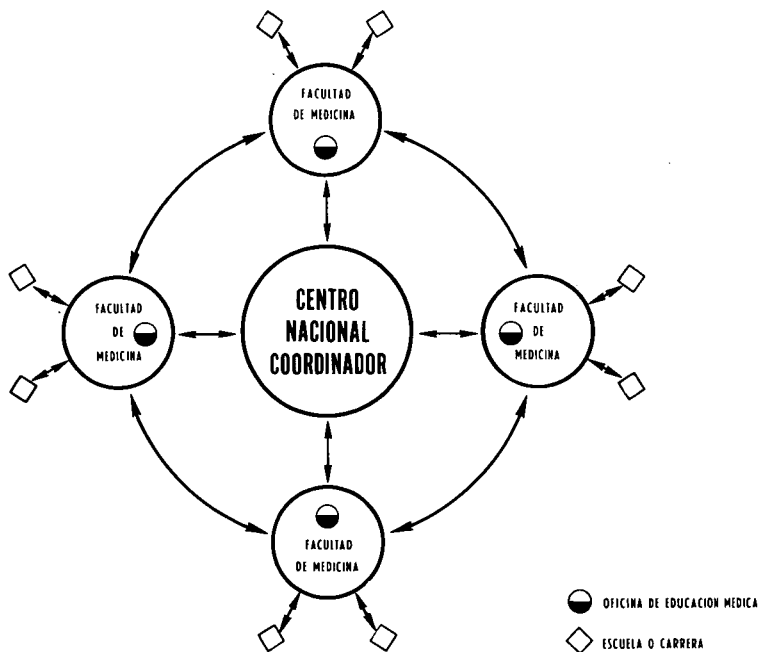 FACULTAD
DE MEDICINA
FACULTAD
DE
MEDICINA
CENTRO
NACIONAL
COORDINADOR
FACULTAD
DE
MEDICINA
FACULTAD
DE MEDICINA
OFICINA DE EDUCACION MEDICA
ESCUELA O CARRERA